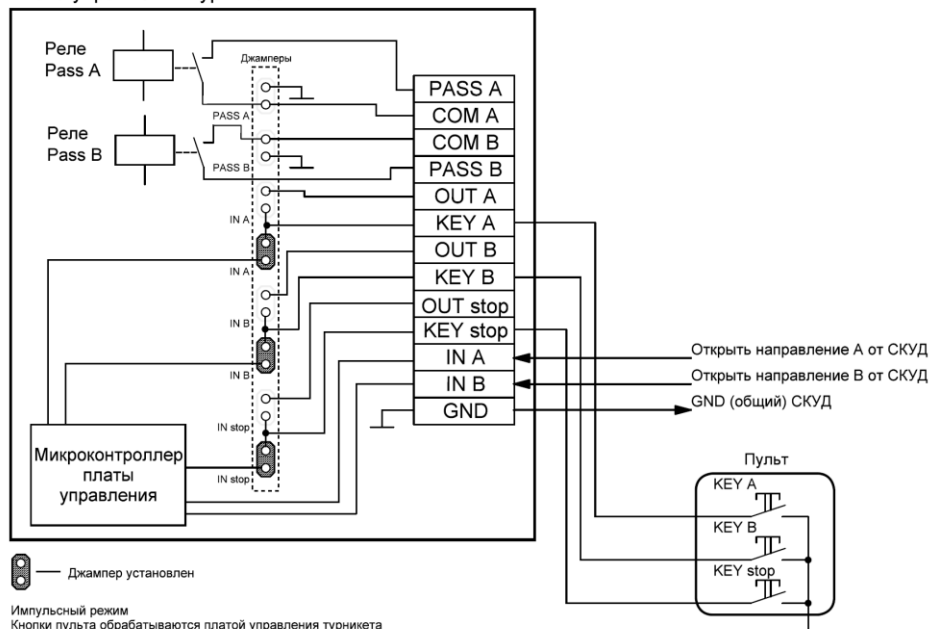 Реле
Pass A
Джамперы
PASS A
Реле
Pass B
PASS B
IN A
IN A
IN B
IN B
IN stop
IN stop
PASS A
COM A
COM B
PASS B
OUT A
KEY A
OUT B
KEY B
OUT stop
KEY stop
IN A
IN B
GND
Открыть направление А от СКУД
Открыть направление В от СКУД
GND (общий) СКУД
Микроконтроллер
платы
управления
Пульт
KEY A
KEY B
KEY stop
Джампер установлен
Импульсный режим
Кнопки пульта обрабатываются платой управления турникета